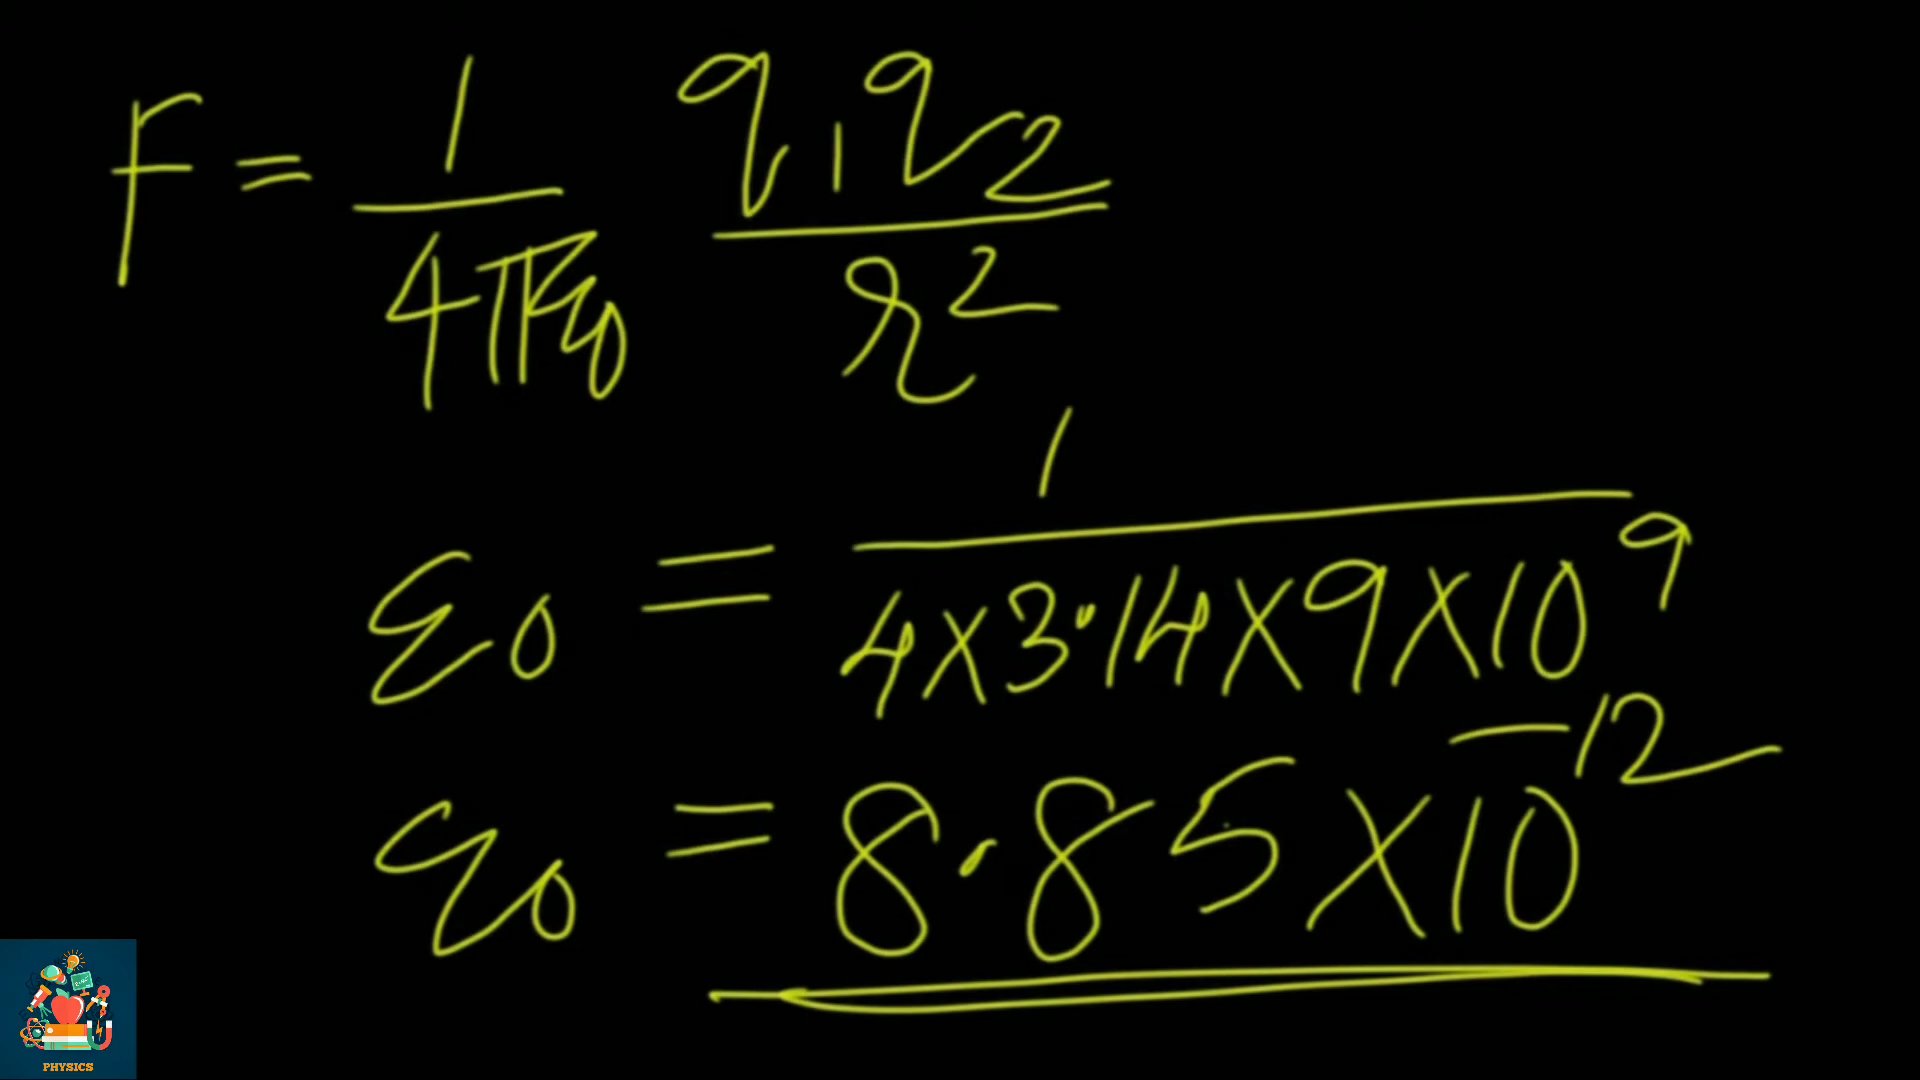 F = 1/4πε₀ q₁q₂/r²
ε₀ = 1/4×3.14×9×10⁹
ε₀ = 8.85×10⁻¹²
PHYSICS